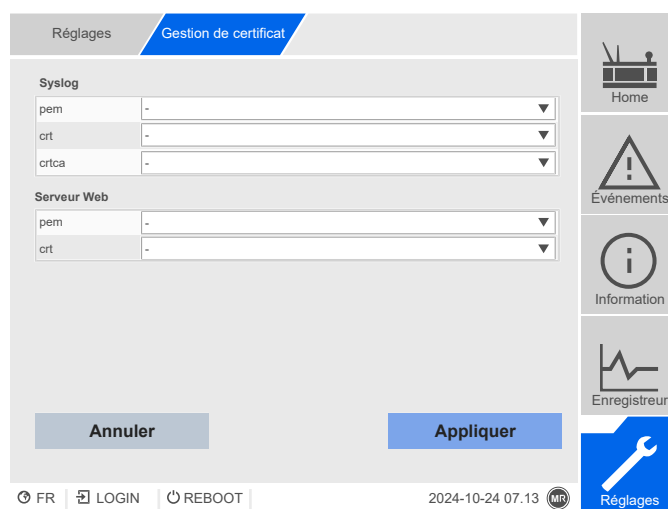 Réglages
Gestion de certificat
Syslog
pem -
crt -
crtca -
Serveur Web
pem -
crt -
Annuler
Appliquer
FR LOGIN REBOOT 2024-10-24 07.13 MR
Home
Événements
Information
Enregistreur
Réglages